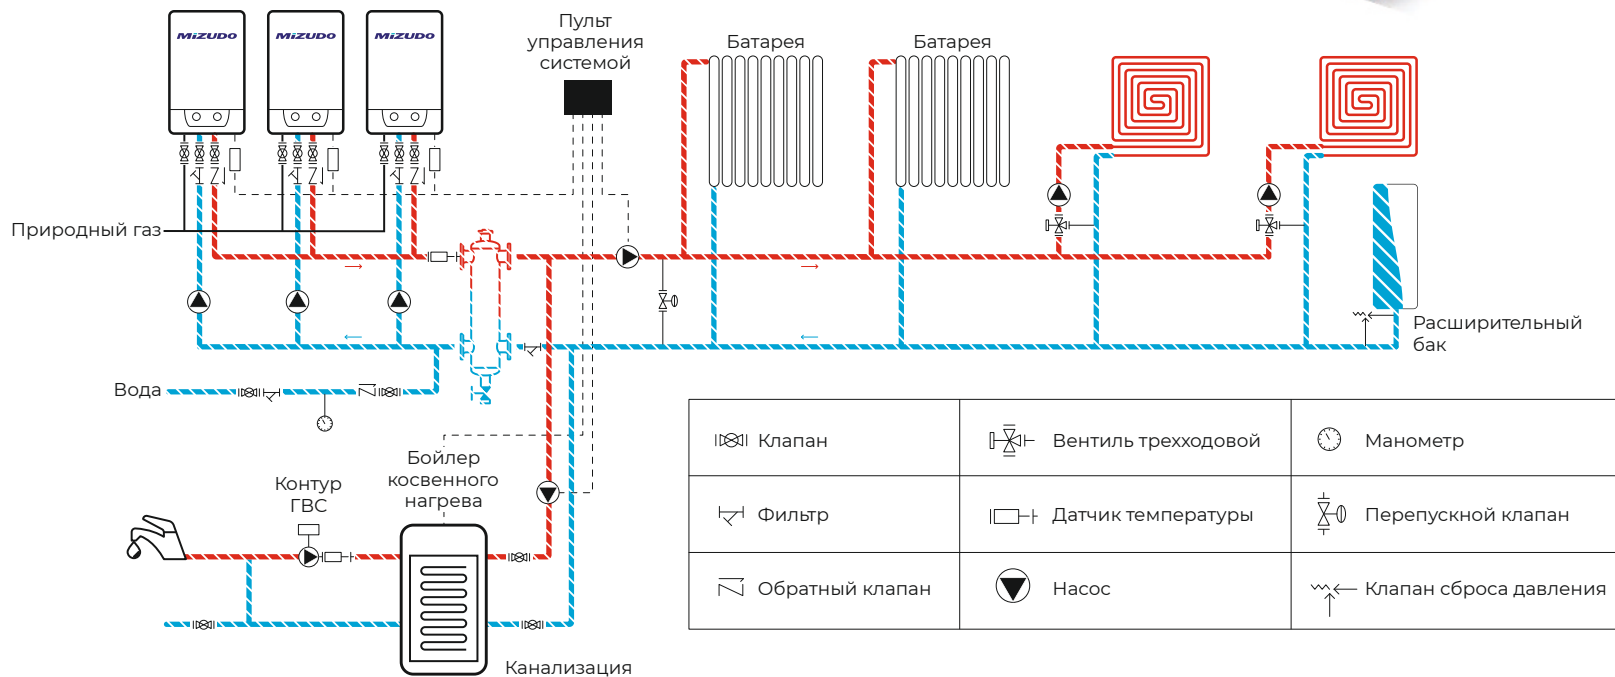 MIZUDO
MIZUDO
MIZUDO
Пульт
управления
системой
Батарея
Батарея
Природный газ
Расширительный
бак
Вода
Бойлер
косвенного
нагрева
Контур
ГВС
Канализация
Клапан
Вентиль трехходовой
Манометр
Фильтр
Датчик температуры
Перепускной клапан
Обратный клапан
Насос
Клапан сброса давления